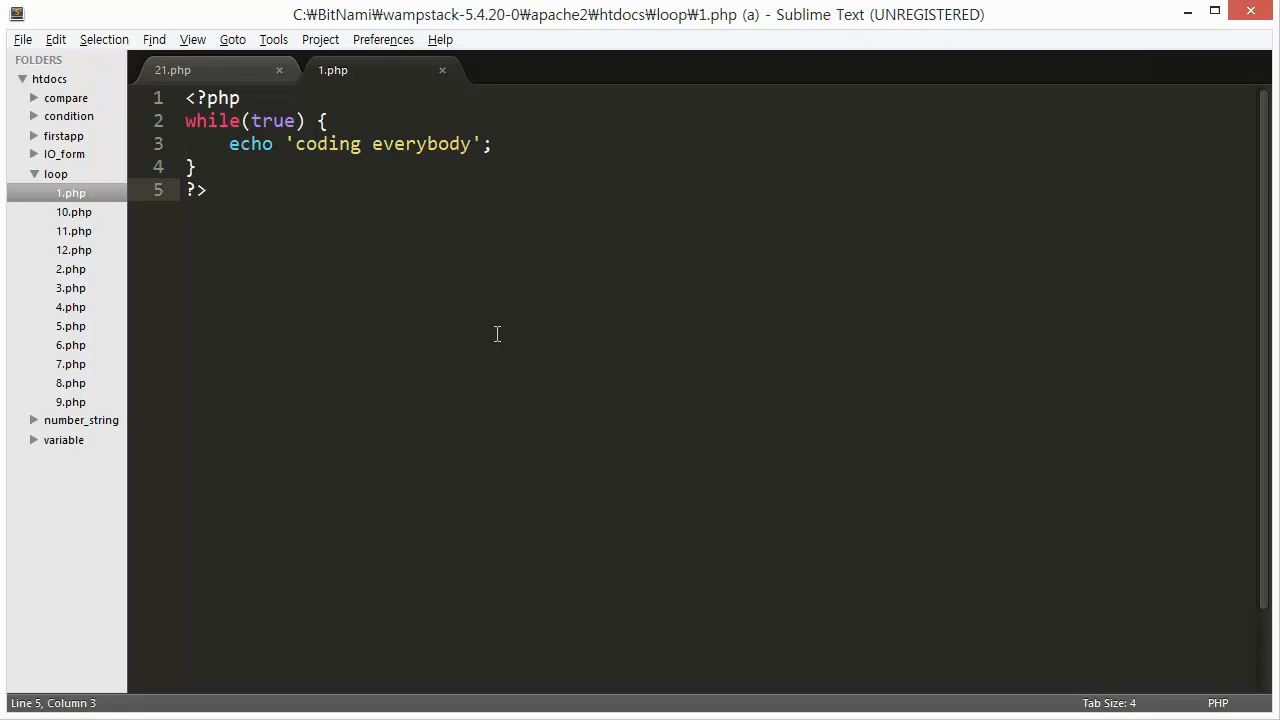 C:₩BitNami₩wampstack-5.4.20-0₩apache2₩htdocs₩loop₩1.php (a) - Sublime Text (UNREGISTERED)
File Edit Selection Find View Goto Tools Project Preferences Help
FOLDERS
htdocs
compare
condition
firstapp
IO_form
loop
1.php
10.php
11.php
12.php
2.php
3.php
4.php
5.php
6.php
7.php
8.php
9.php
number_string
variable
21.php × 1.php ×
1 <?php
2 while(true) {
3     echo 'coding everybody';
4 }
5 ?>
Line 5, Column 3 Tab Size: 4 PHP